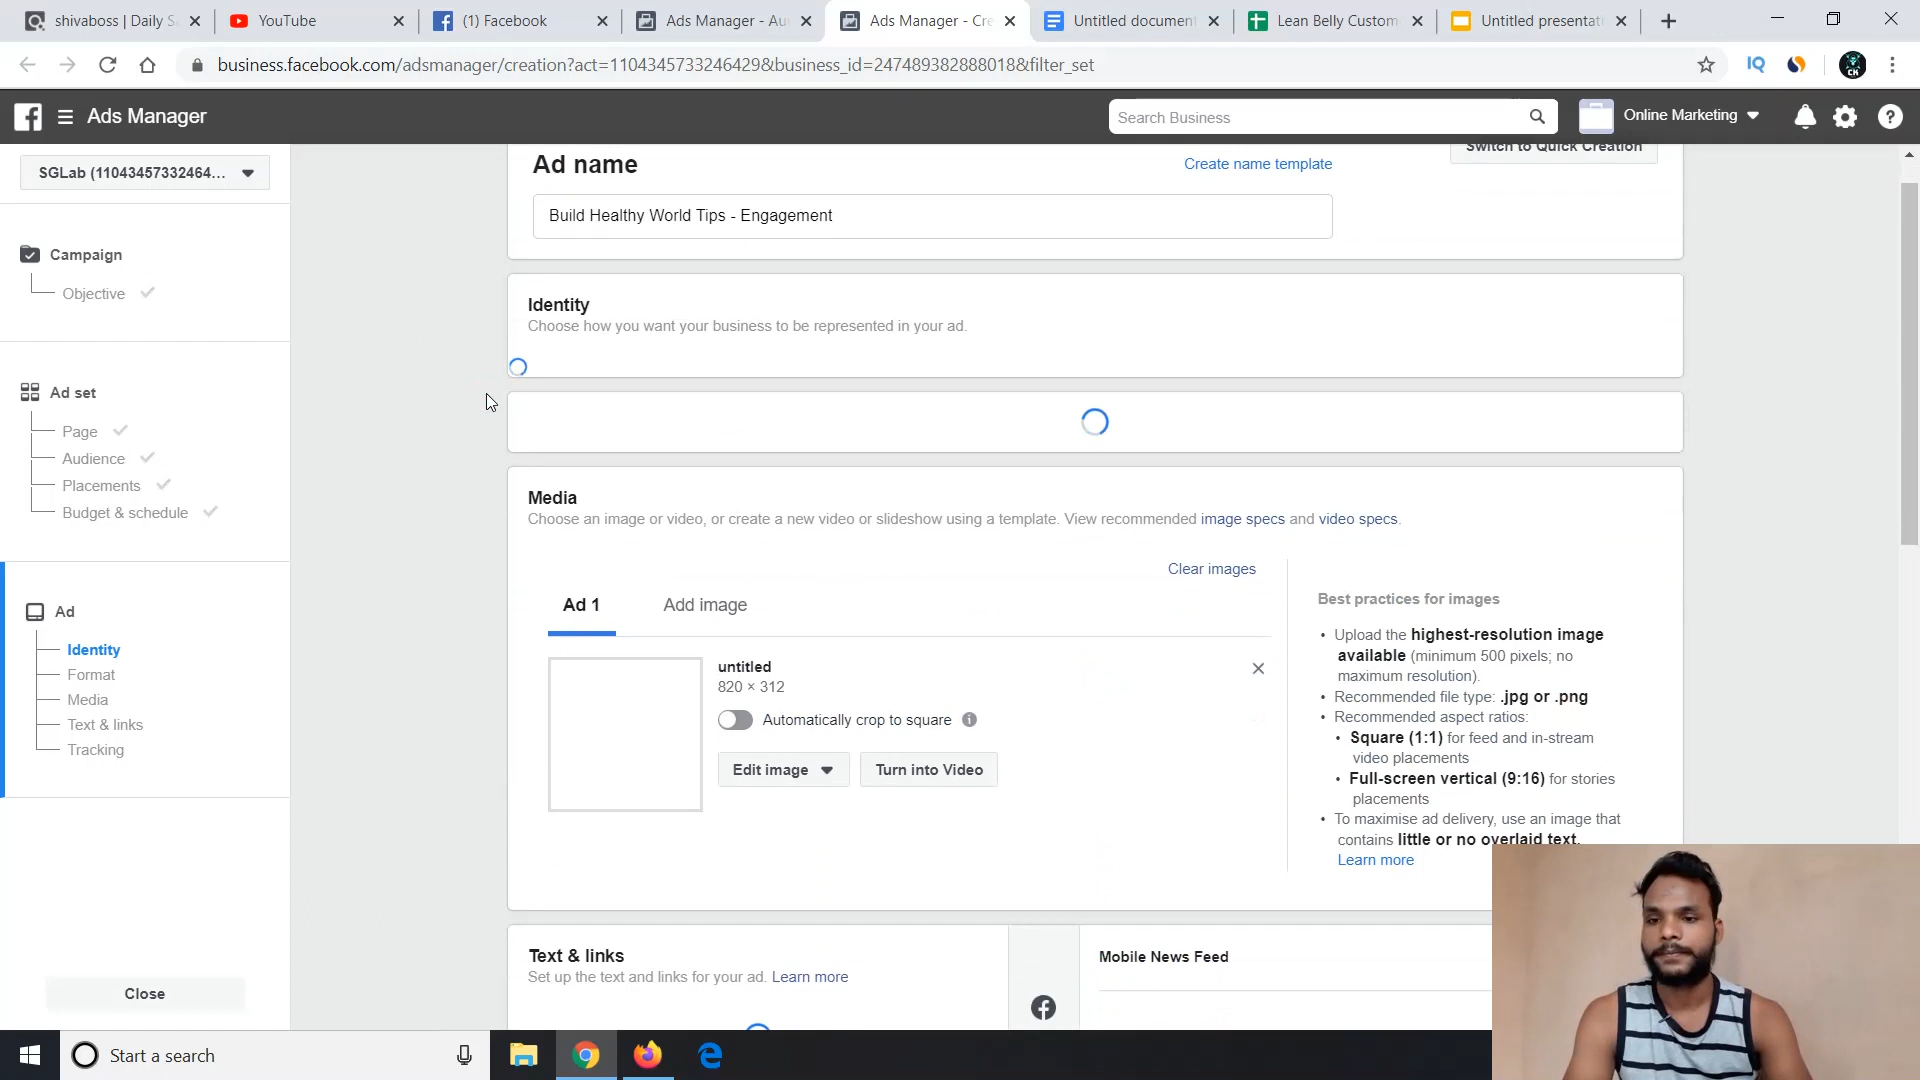 shivaboss | Daily S
YouTube
(1) Facebook
Ads Manager - Au
Ads Manager - Cre
Untitled document
Lean Belly Custom
Untitled presentat
business.facebook.com/adsmanager/creation?act=110434573324642​9&business_id=247489382888018&filter_set
IQ
CK
Ads Manager
Search Business
Online Marketing
SGLab (11043457332464...
Campaign
Objective
Ad set
Page
Audience
Placements
Budget & schedule
Ad
Identity
Format
Media
Text & links
Tracking
Close
Ad name
Create name template
Switch to Quick Creation
Build Healthy World Tips - Engagement
Identity
Choose how you want your business to be represented in your ad.
Media
Choose an image or video, or create a new video or slideshow using a template. View recommended image specs and video specs.
Clear images
Ad 1
Add image
untitled
820 × 312
Automatically crop to square
Edit image
Turn into Video
Best practices for images
• Upload the highest-resolution image
available (minimum 500 pixels; no
maximum resolution).
• Recommended file type: .jpg or .png
• Recommended aspect ratios:
• Square (1:1) for feed and in-stream
video placements
• Full-screen vertical (9:16) for stories
placements
• To maximise ad delivery, use an image that
contains little or no overlaid text.
Learn more
Text & links
Set up the text and links for your ad. Learn more
Mobile News Feed
Start a search